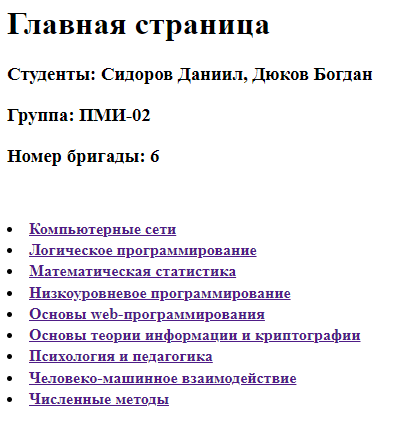 Главная страница
Студенты: Сидоров Даниил, Дюков Богдан
Группа: ПМИ-02
Номер бригады: 6
Компьютерные сети
Логическое программирование
Математическая статистика
Низкоуровневое программирование
Основы web-программирования
Основы теории информации и криптографии
Психология и педагогика
Человеко-машинное взаимодействие
Численные методы